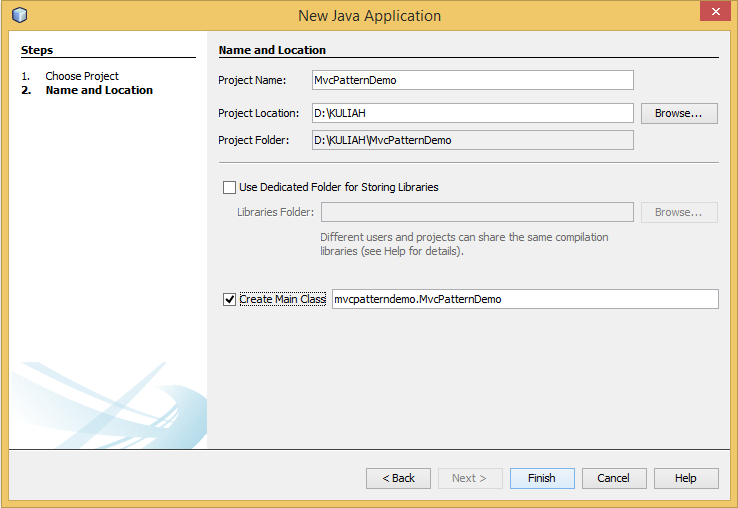 New Java Application
Steps
1. Choose Project
2. Name and Location
Name and Location
Project Name: MvcPatternDemo
Project Location: D:\KULIAH Browse...
Project Folder: D:\KULIAH\MvcPatternDemo
Use Dedicated Folder for Storing Libraries
Libraries Folder: Browse...
Different users and projects can share the same compilation
libraries (see Help for details).
Create Main Class mvcpatterndemo.MvcPatternDemo
< Back Next > Finish Cancel Help